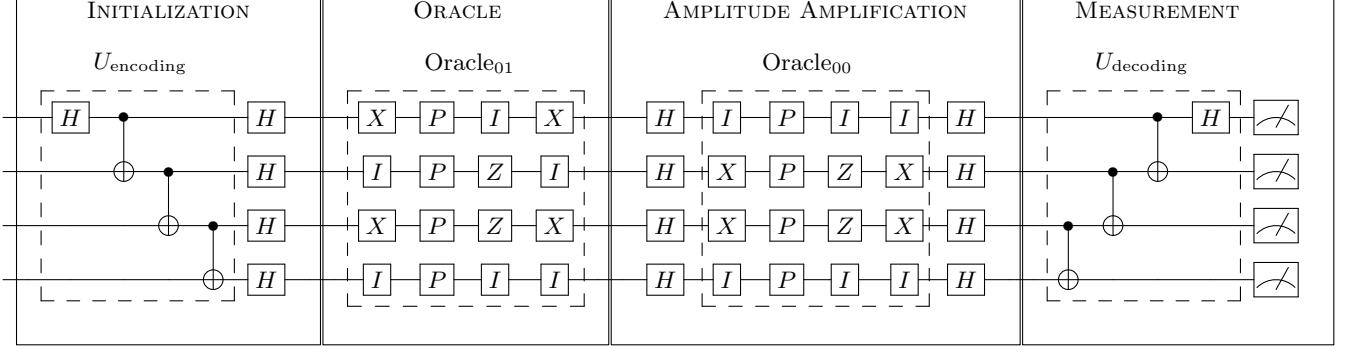 INITIALIZATION ORACLE AMPLITUDE AMPLIFICATION MEASUREMENT
U_encoding Oracle_01 Oracle_00 U_decoding
H H X P I X H I P I I H H
H I P Z I H X P Z X H
H X P Z X H X P Z X H
H I P I I H I P I I H